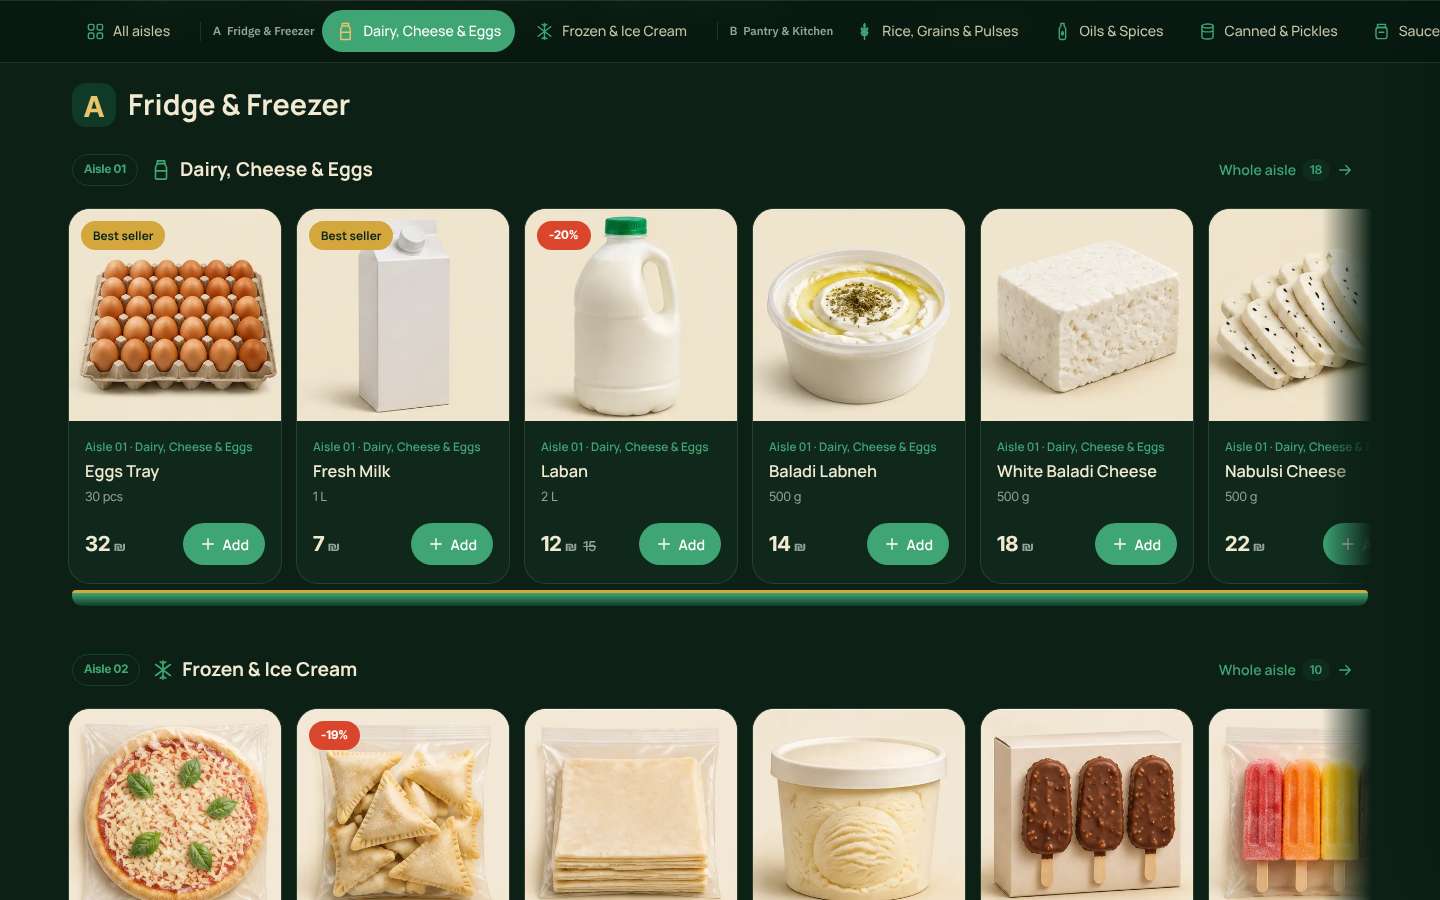 All aisles
A Fridge & Freezer
Dairy, Cheese & Eggs
Frozen & Ice Cream
B Pantry & Kitchen
Rice, Grains & Pulses
Oils & Spices
Canned & Pickles
Sauce
A Fridge & Freezer
Aisle 01 Dairy, Cheese & Eggs
Whole aisle 18 →
Best seller
Best seller
-20%
Aisle 01 · Dairy, Cheese & Eggs
Eggs Tray
30 pcs
32 ₪
+ Add
Aisle 01 · Dairy, Cheese & Eggs
Fresh Milk
1 L
7 ₪
+ Add
Aisle 01 · Dairy, Cheese & Eggs
Laban
2 L
12 ₪ 15
+ Add
Aisle 01 · Dairy, Cheese & Eggs
Baladi Labneh
500 g
14 ₪
+ Add
Aisle 01 · Dairy, Cheese & Eggs
White Baladi Cheese
500 g
18 ₪
+ Add
Aisle 01 · Dairy, Cheese &
Nabulsi Cheese
500 g
22 ₪
+
Aisle 02 Frozen & Ice Cream
Whole aisle 10 →
-19%